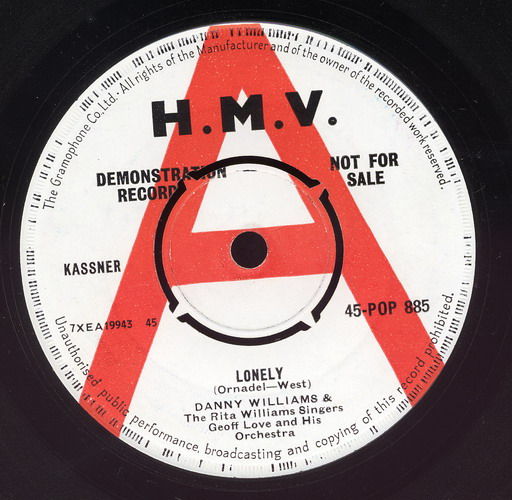 The Gramophone Co. Ltd. All rights of the Manufacturer and of the owner of the recorded work reserved.
H.M.V.
DEMONSTRATION
RECORD
NOT FOR
SALE
KASSNER
7XEA19943 45
45-POP 885
LONELY
(Ornadel—West)
DANNY WILLIAMS &
The Rita Williams Singers
Geoff Love and His
Orchestra
Unauthorised public performance, broadcasting and copying of this record prohibited.